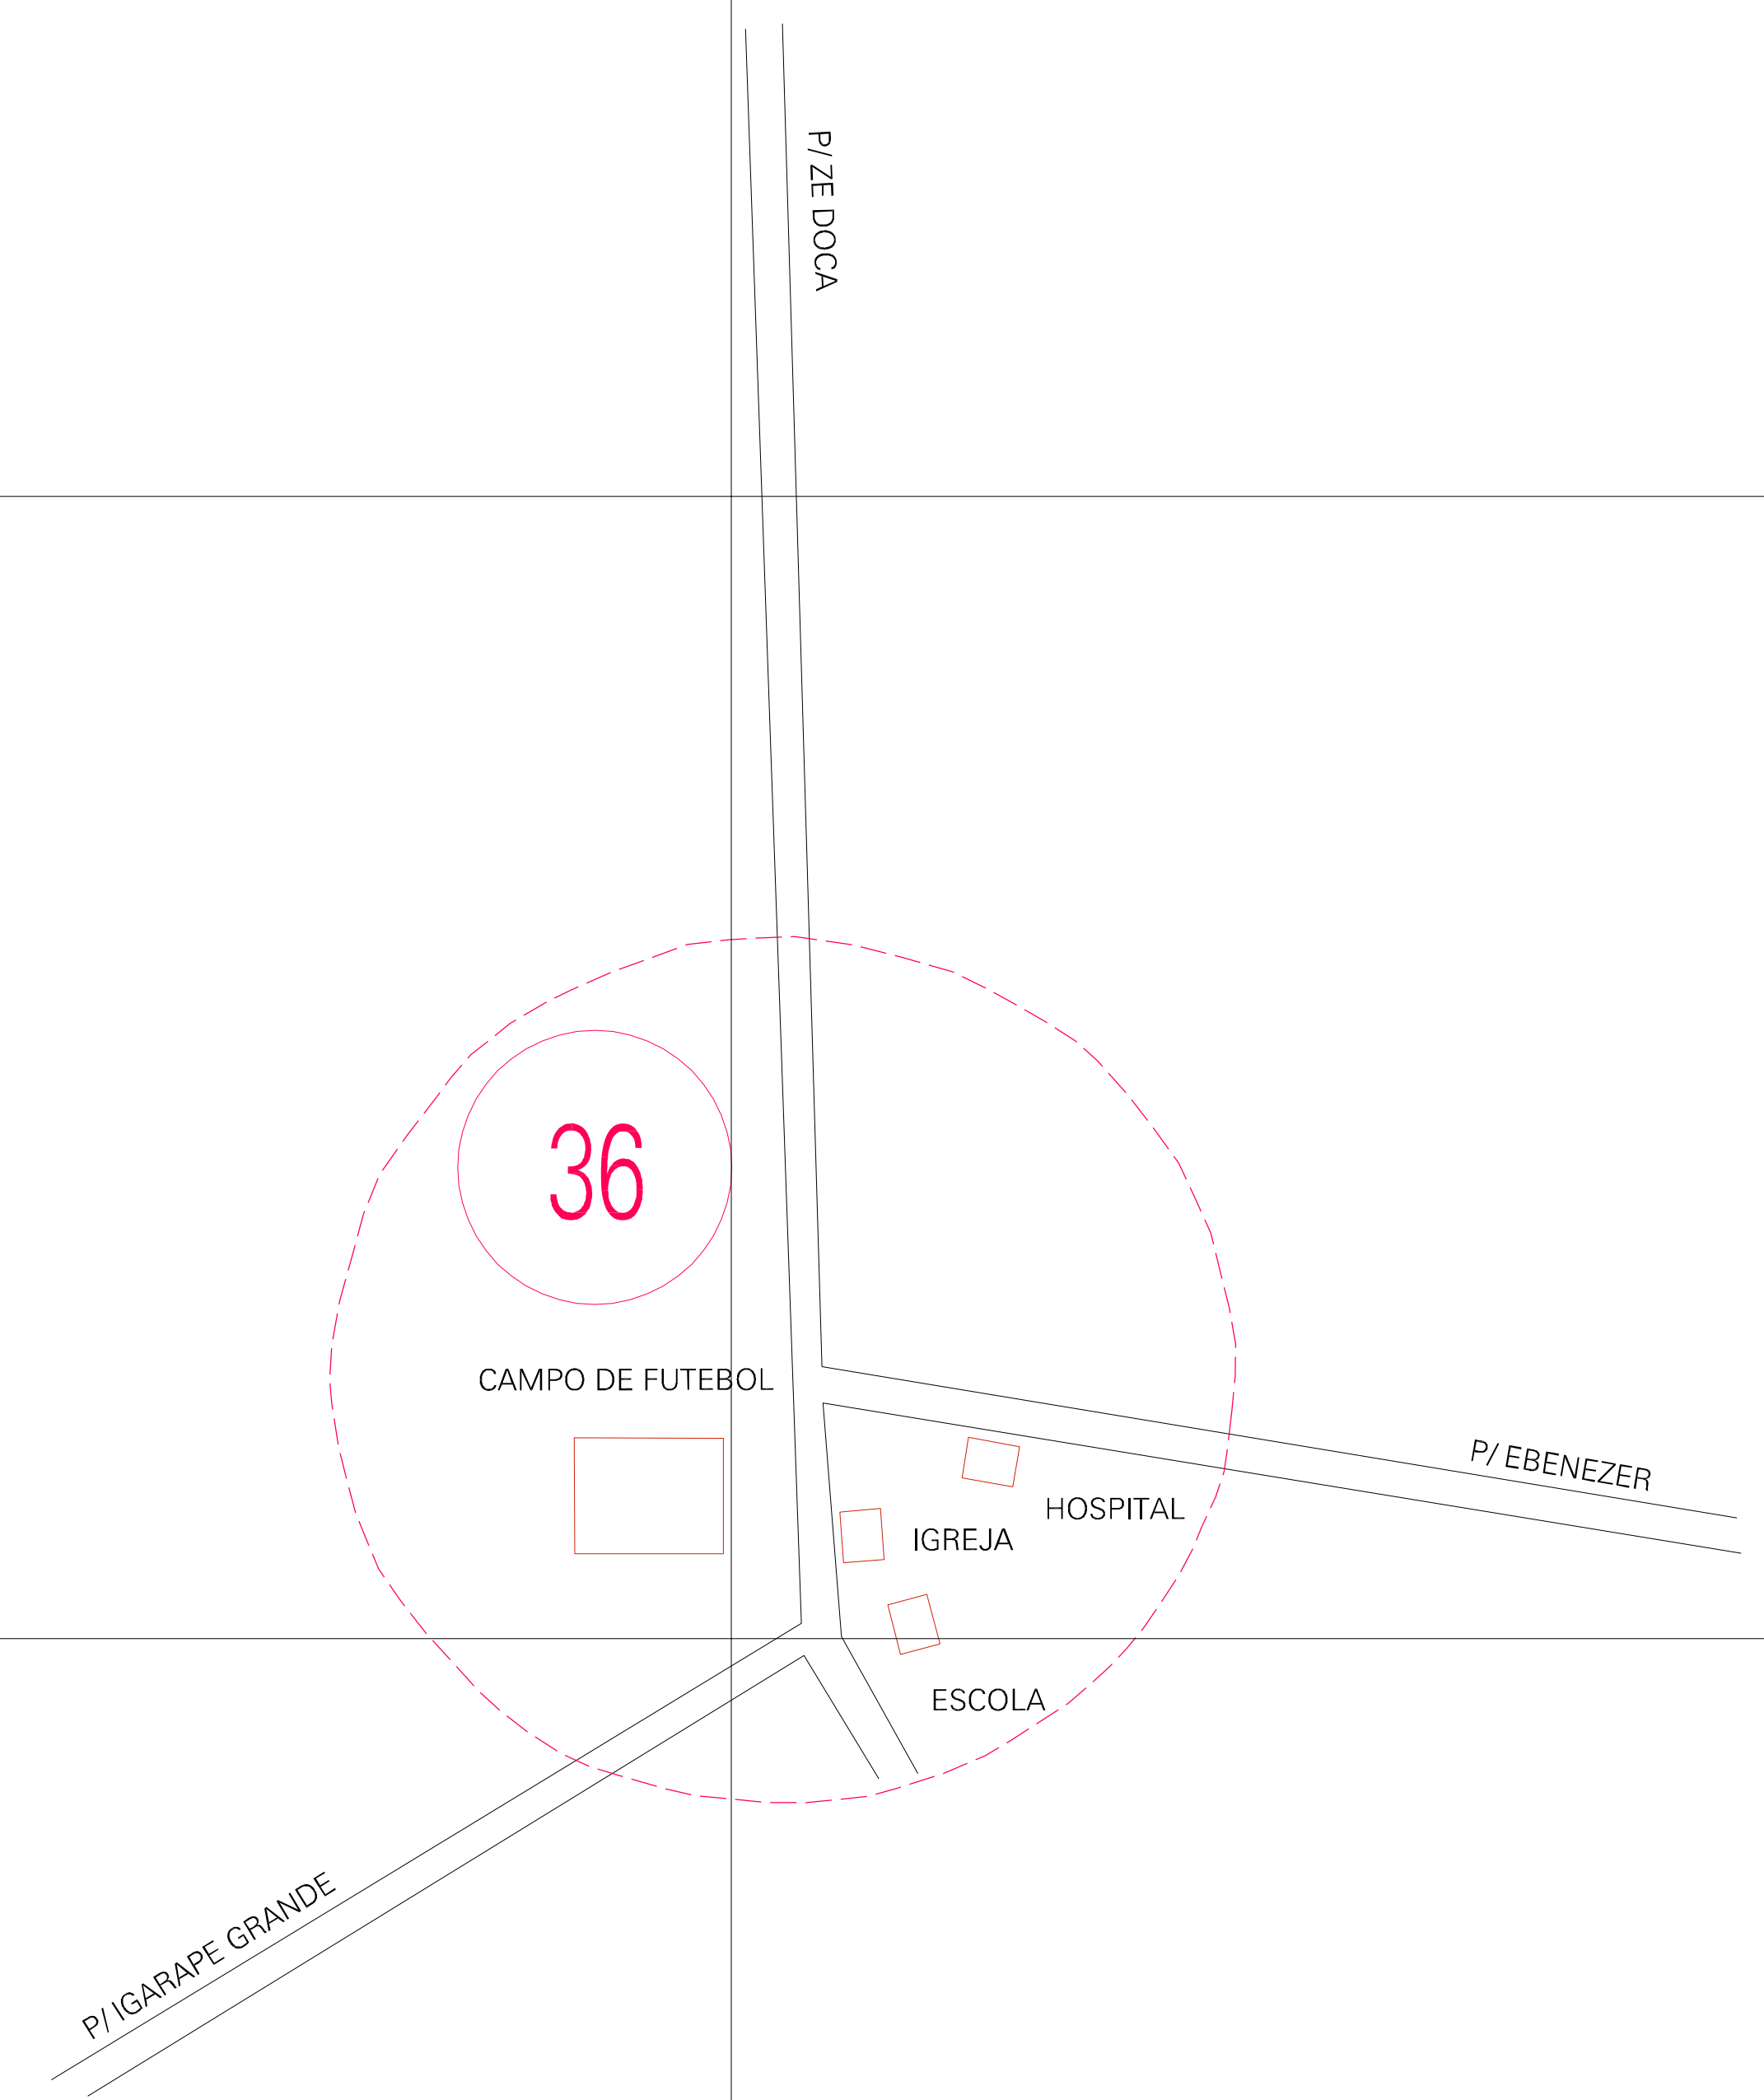 P/ ZE DOCA
36
CAMPO DE FUTEBOL
P/ EBENEZER
HOSPITAL
IGREJA
ESCOLA
P/ IGARAPE GRANDE